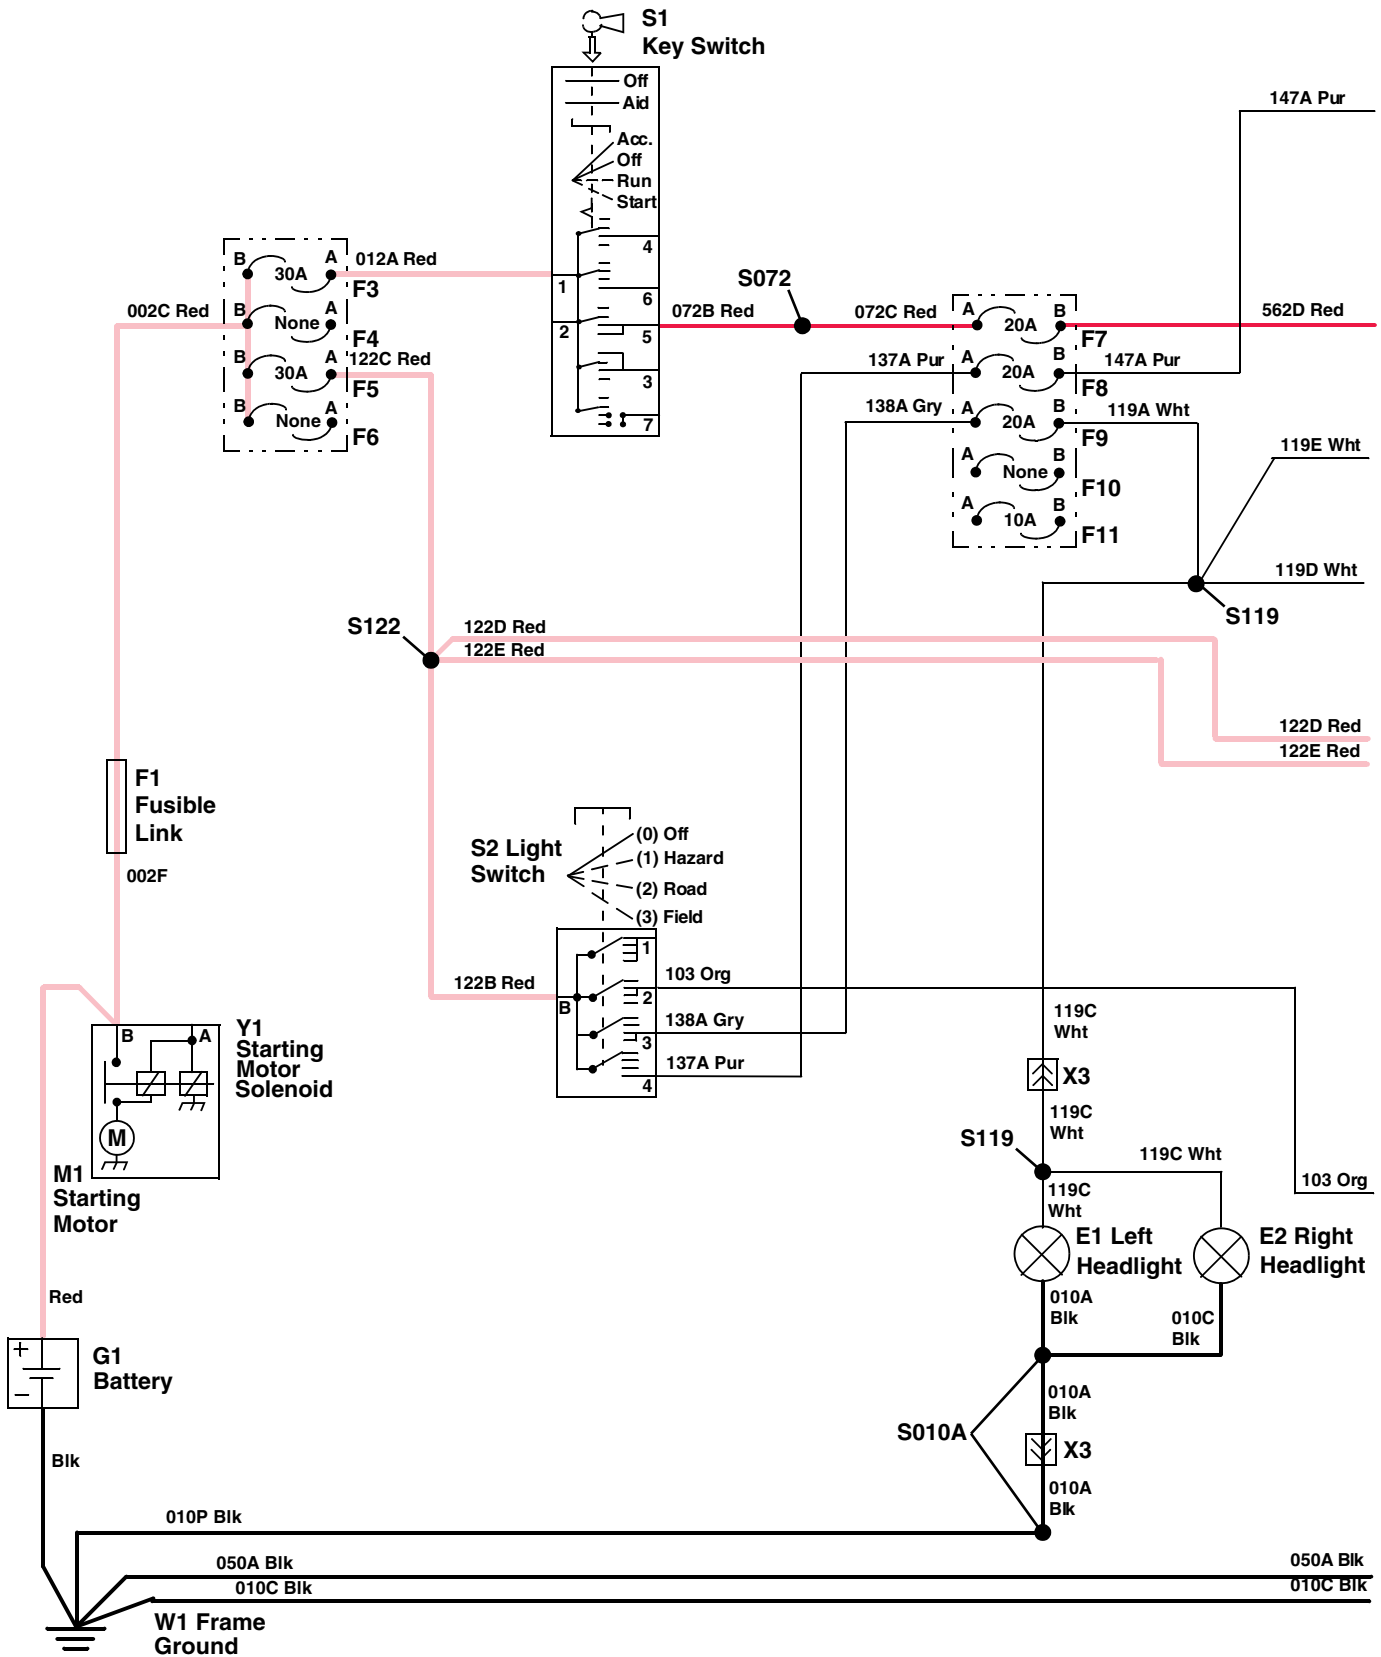 S1
Key Switch
Off
Aid
Acc.
Off
Run
Start
147A Pur
B
30A
A
012A Red
F3
1
4
6
002C Red
B
None
A
F4
2
5
072B Red
S072
072C Red
A
20A
B
F7
562D Red
B
30A
A
122C Red
F5
3
137A Pur
A
20A
B
F8
147A Pur
B
None
A
F6
7
138A Gry
A
20A
B
F9
119A Wht
119E Wht
A
None
B
F10
A
10A
B
F11
119D Wht
S119
S122
122D Red
122E Red
122D Red
122E Red
F1
Fusible
Link
002F
S2 Light
Switch
(0) Off
(1) Hazard
(2) Road
(3) Field
122B Red
B
1
2
3
4
103 Org
138A Gry
137A Pur
B
A
Y1
Starting
Motor
Solenoid
M
M1
Starting
Motor
119C
Wht
X3
119C
Wht
S119
119C Wht
119C
Wht
103 Org
E1 Left
Headlight
E2 Right
Headlight
Red
010A
Blk
010C
Blk
+
–
G1
Battery
010A
Blk
S010A
X3
Blk
010A
Blk
010P Blk
050A Blk
010C Blk
050A Blk
010C Blk
W1 Frame
Ground